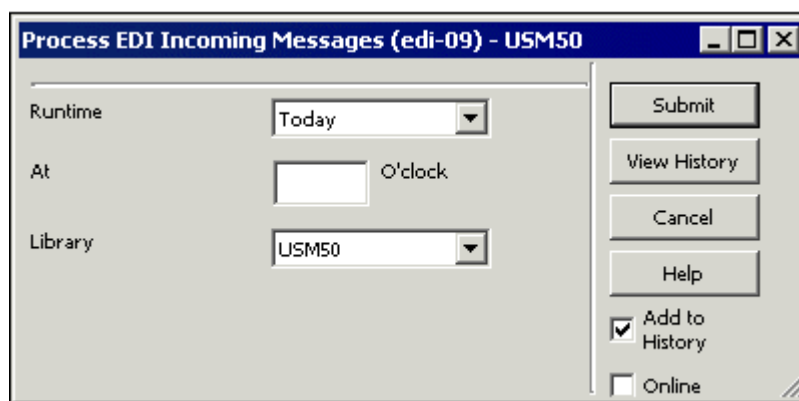 Process EDI Incoming Messages (edi-09) - USM50
Runtime
Today
At
O'clock
Library
USM50
Submit
View History
Cancel
Help
Add to
History
Online